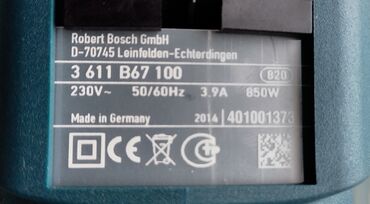 Robert Bosch GmbH
D-70745 Leinfelden-Echterdingen
3 611 B67 100 B20
230V~ 50/60Hz 3.9A 850W
Made in Germany 2014 401001373
CE